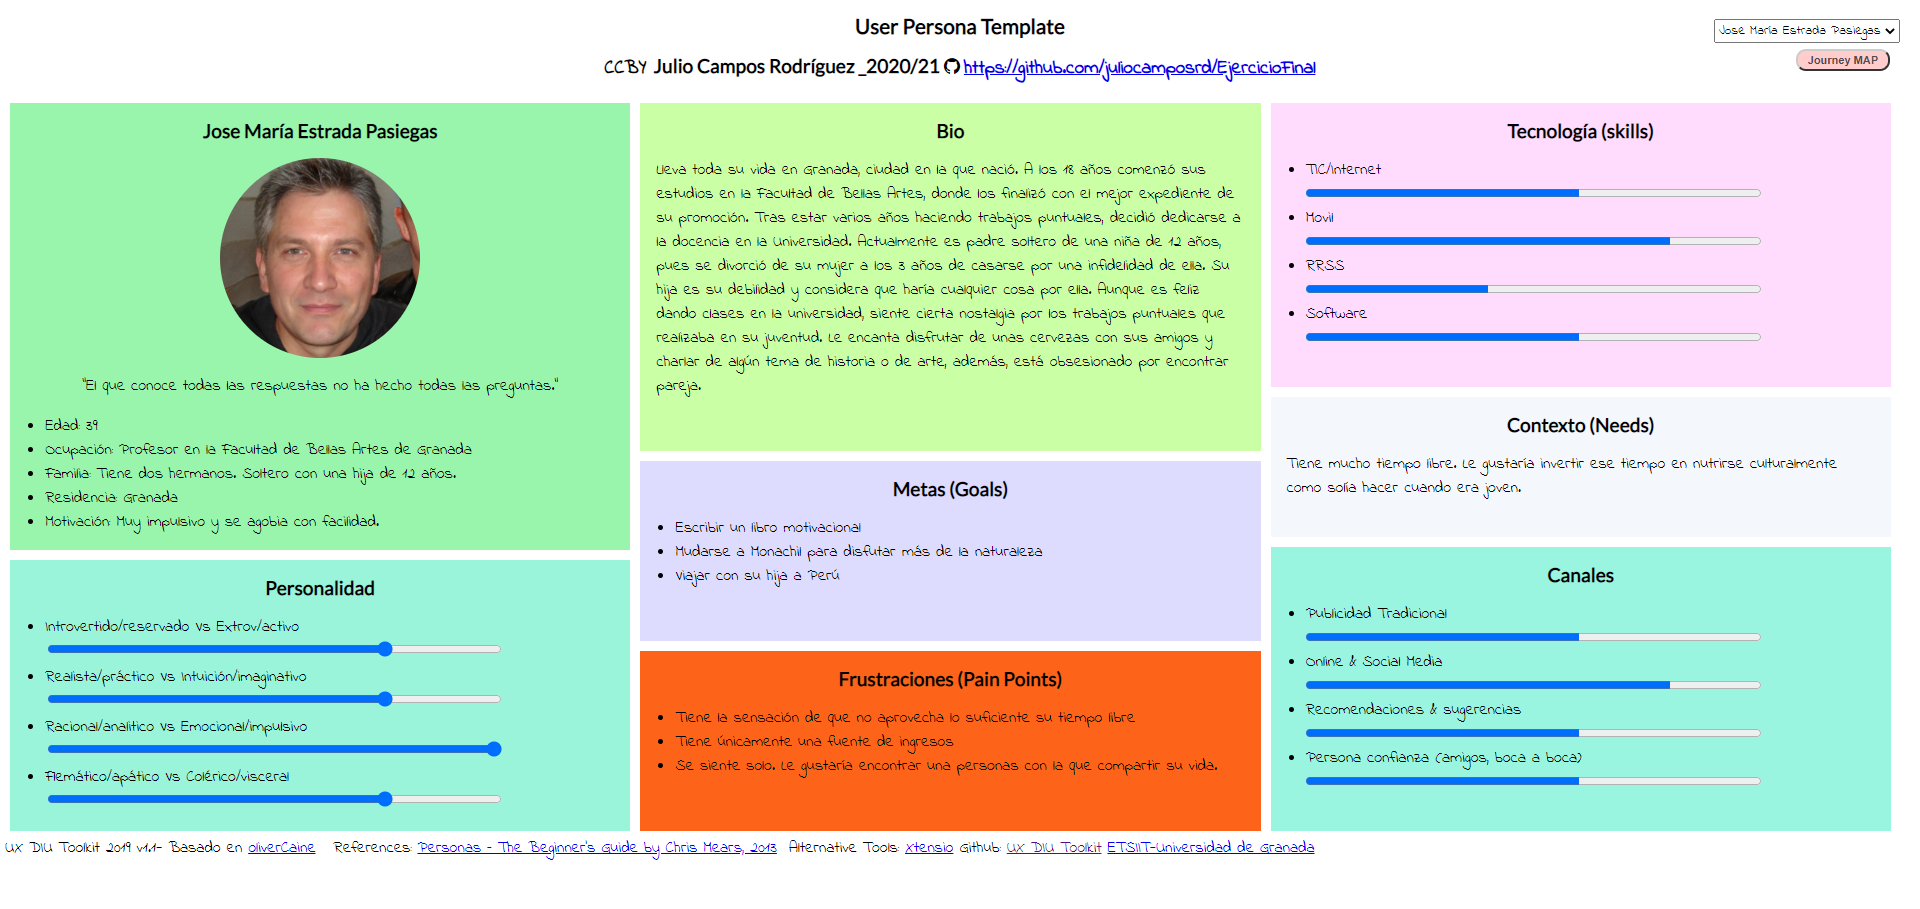 User Persona Template
Jose María Estrada Pasiegas
CCBY Julio Campos Rodríguez _2020/21 https://github.com/juliocamposrd/EjercicioFinal
Journey MAP
Jose María Estrada Pasiegas
"El que conoce todas las respuestas no ha hecho todas las preguntas."
Edad: 39
Ocupación: Profesor en la Facultad de Bellas Artes de Granada
Familia: Tiene dos hermanos. Soltero con una hija de 12 años.
Residencia: Granada
Motivación: Muy impulsivo y se agobia con facilidad.
Personalidad
Introvertido/reservado Vs Extrov/activo
Realista/práctico Vs Intuición/imaginativo
Racional/analitico Vs Emocional/impulsivo
Flemático/apático Vs Colérico/visceral
Bio
Lleva toda su vida en Granada, ciudad en la que nació. A los 18 años comenzó sus
estudios en la Facultad de Bellas Artes, donde los finalizó con el mejor expediente de
su promoción. Tras estar varios años haciendo trabajos puntuales, decidió dedicarse a
la docencia en la Universidad. Actualmente es padre soltero de una niña de 12 años,
pues se divorció de su mujer a los 3 años de casarse por una infidelidad de ella. Su
hija es su debilidad y considera que haría cualquier cosa por ella. Aunque es feliz
dando clases en la universidad, siente cierta nostalgia por los trabajos puntuales que
realizaba en su juventud. Le encanta disfrutar de unas cervezas con sus amigos y
charlar de algún tema de historia o de arte, además, está obsesionado por encontrar
pareja.
Metas (Goals)
Escribir un libro motivacional
Mudarse a Monachil para disfutar más de la naturaleza
Viajar con su hija a Perú
Frustraciones (Pain Points)
Tiene la sensación de que no aprovecha lo suficiente su tiempo libre
Tiene únicamente una fuente de ingresos
Se siente solo. Le gustaría encontrar una personas con la que compartir su vida.
Tecnología (skills)
TIC/Internet
Movil
RRSS
Software
Contexto (Needs)
Tiene mucho tiempo libre. Le gustaría invertir ese tiempo en nutrirse culturalmente
como solía hacer cuando era joven.
Canales
Publicidad Tradicional
Online & Social Media
Recomendaciones & sugerencias
Persona confianza (amigos, boca a boca)
UX DIU Toolkit 2019 v1.1- Basado en oliverCaine References: Personas - The Beginner's Guide by Chris Mears, 2013 Alternative Tools: Xtensio Github: UX DIU Toolkit ETSIIT-Universidad de Granada